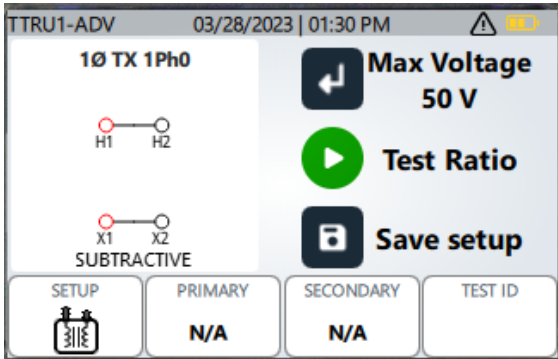 TTRU1-ADV 03/28/2023 | 01:30 PM
1Ø TX 1Ph0
H1 H2
X1 X2
SUBTRACTIVE
Max Voltage
50 V
Test Ratio
Save setup
SETUP PRIMARY SECONDARY TEST ID
N/A N/A